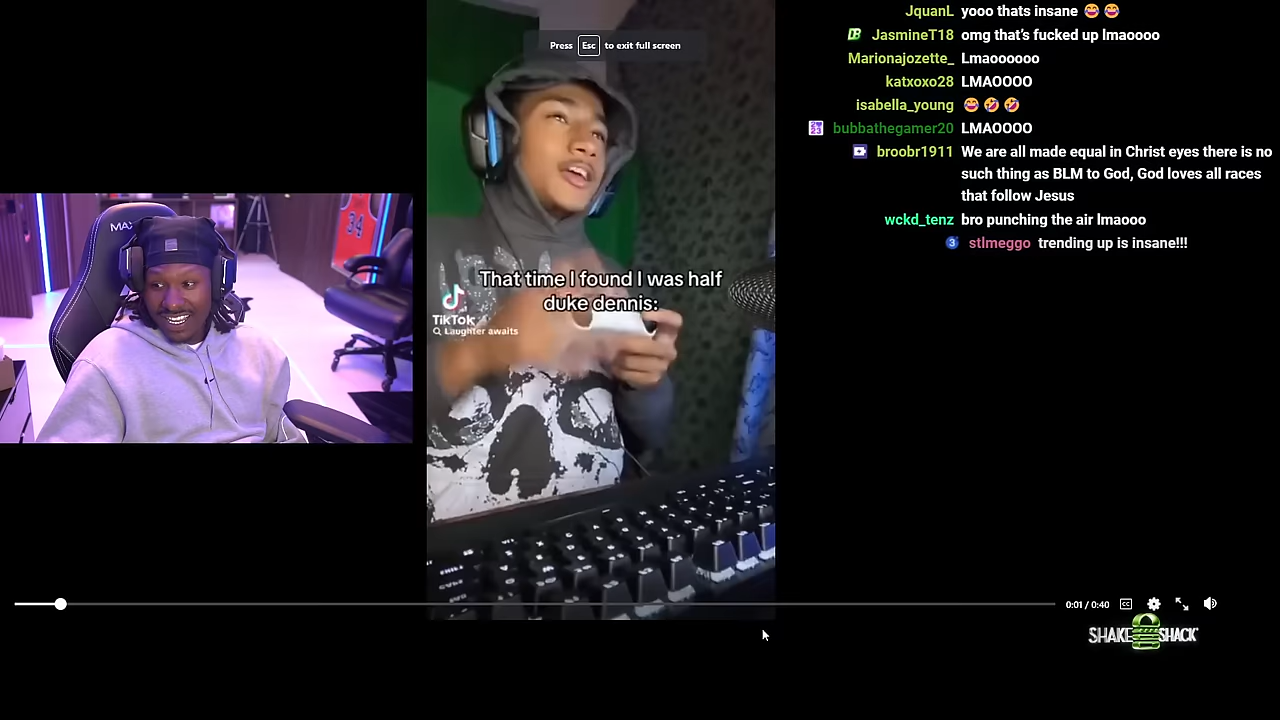 Press Esc to exit full screen
MAX
34
That time I found I was half
duke dennis:
TikTok
Laughter awaits
JquanL yooo thats insane 😂 😂
JasmineT18 omg that’s fucked up lmaoooo
Marionajozette_ Lmaoooooo
katxoxo28 LMAOOOO
isabella_young 😂 🤣 🤣
bubbathegamer20 LMAOOOO
broobr1911 We are all made equal in Christ eyes there is no
such thing as BLM to God, God loves all races
that follow Jesus
wckd_tenz bro punching the air lmaooo
3 stlmeggo trending up is insane!!!
0:01 / 0:40
CC
SHAKE SHACK